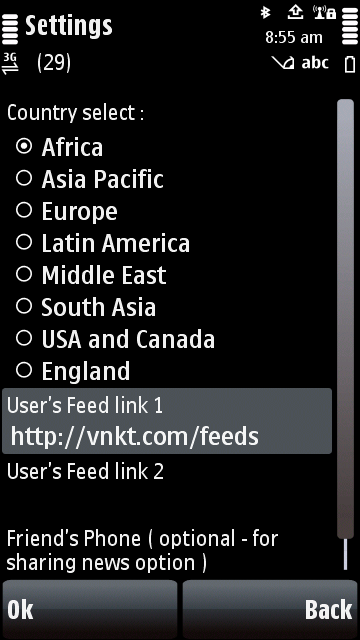 Settings
8:55 am
3G
(29)
abc
Country select :
Africa
Asia Pacific
Europe
Latin America
Middle East
South Asia
USA and Canada
England
User's Feed link 1
http://vnkt.com/feeds
User's Feed link 2
Friend's Phone ( optional - for
sharing news option )
Ok
Back